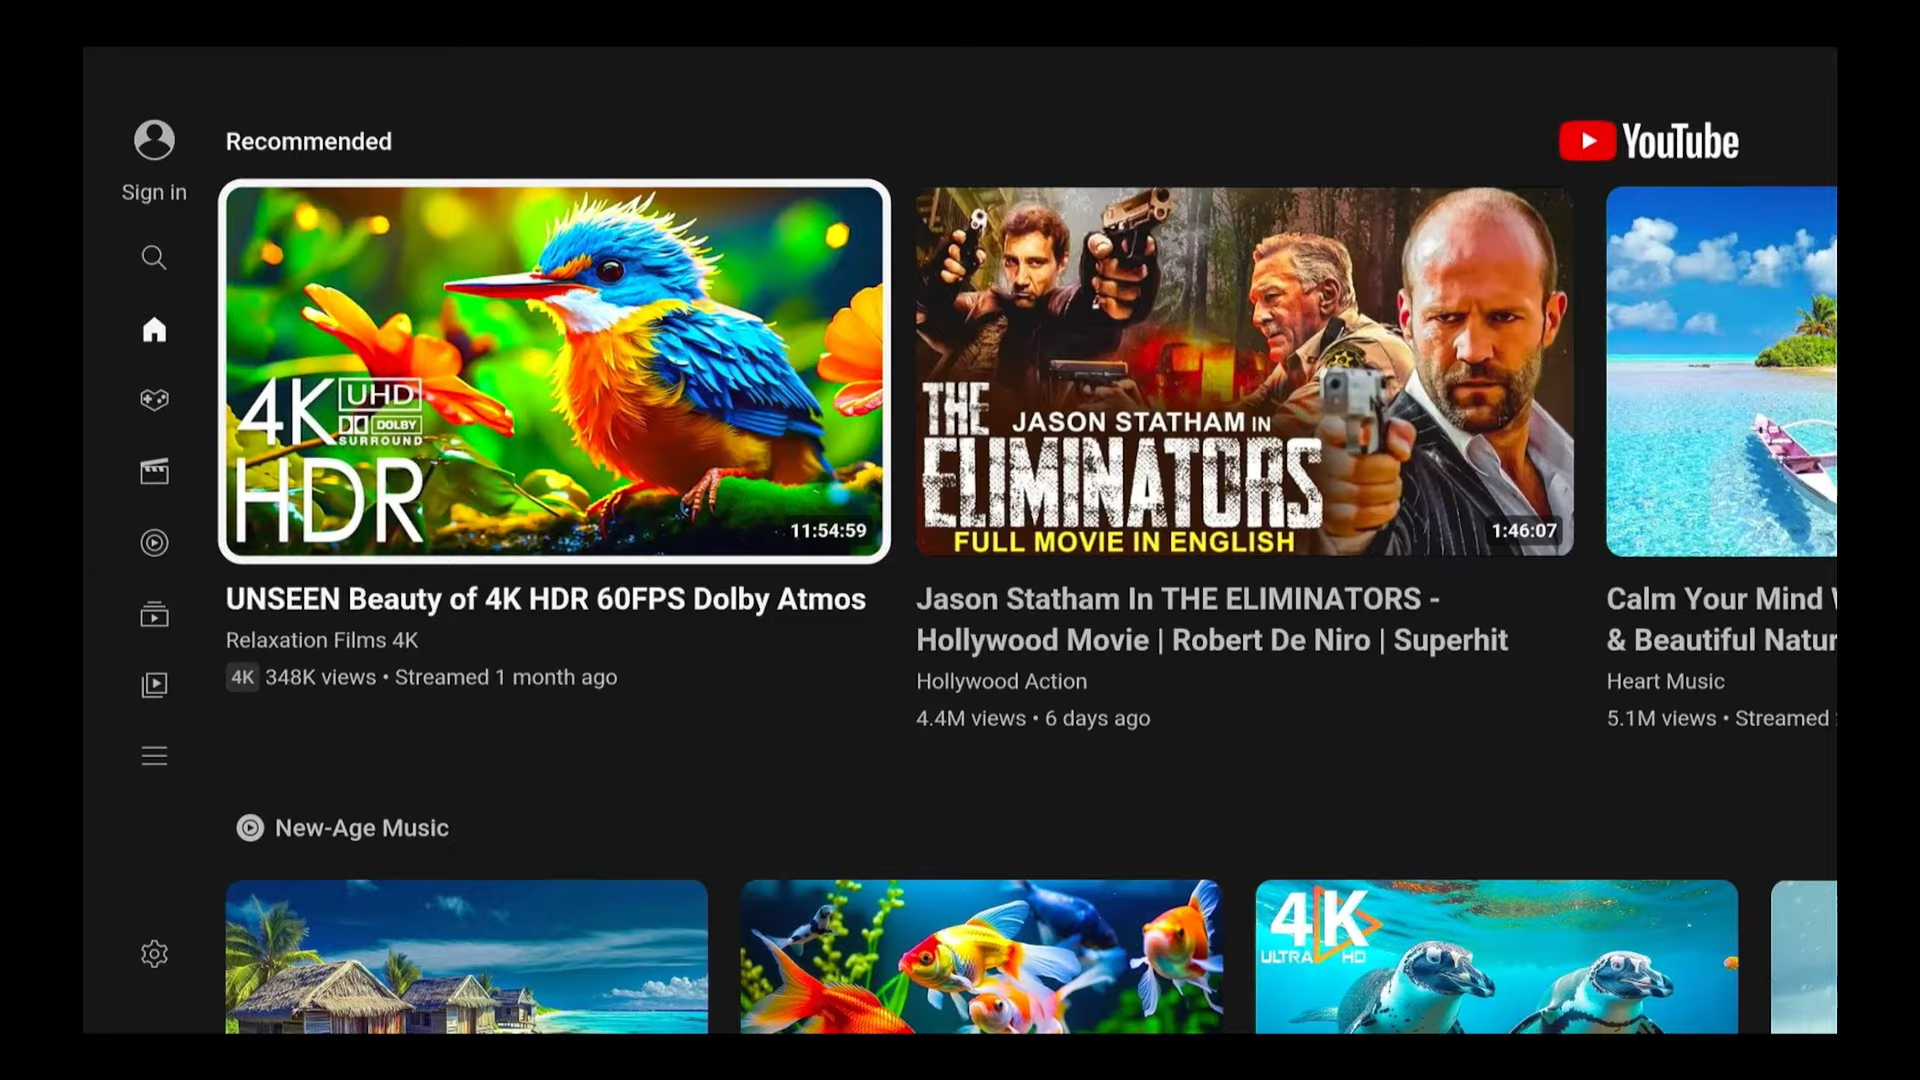 Recommended
YouTube
Sign in
4K UHD
DOLBY
SURROUND
HDR
11:54:59
UNSEEN Beauty of 4K HDR 60FPS Dolby Atmos
Relaxation Films 4K
4K 348K views • Streamed 1 month ago
JASON STATHAM IN
THE
ELIMINATORS
FULL MOVIE IN ENGLISH
1:46:07
Jason Statham In THE ELIMINATORS -
Hollywood Movie | Robert De Niro | Superhit
Hollywood Action
4.4M views • 6 days ago
Calm Your Mind
& Beautiful Natur
Heart Music
5.1M views • Streamed
New-Age Music
4K
ULTRA HD